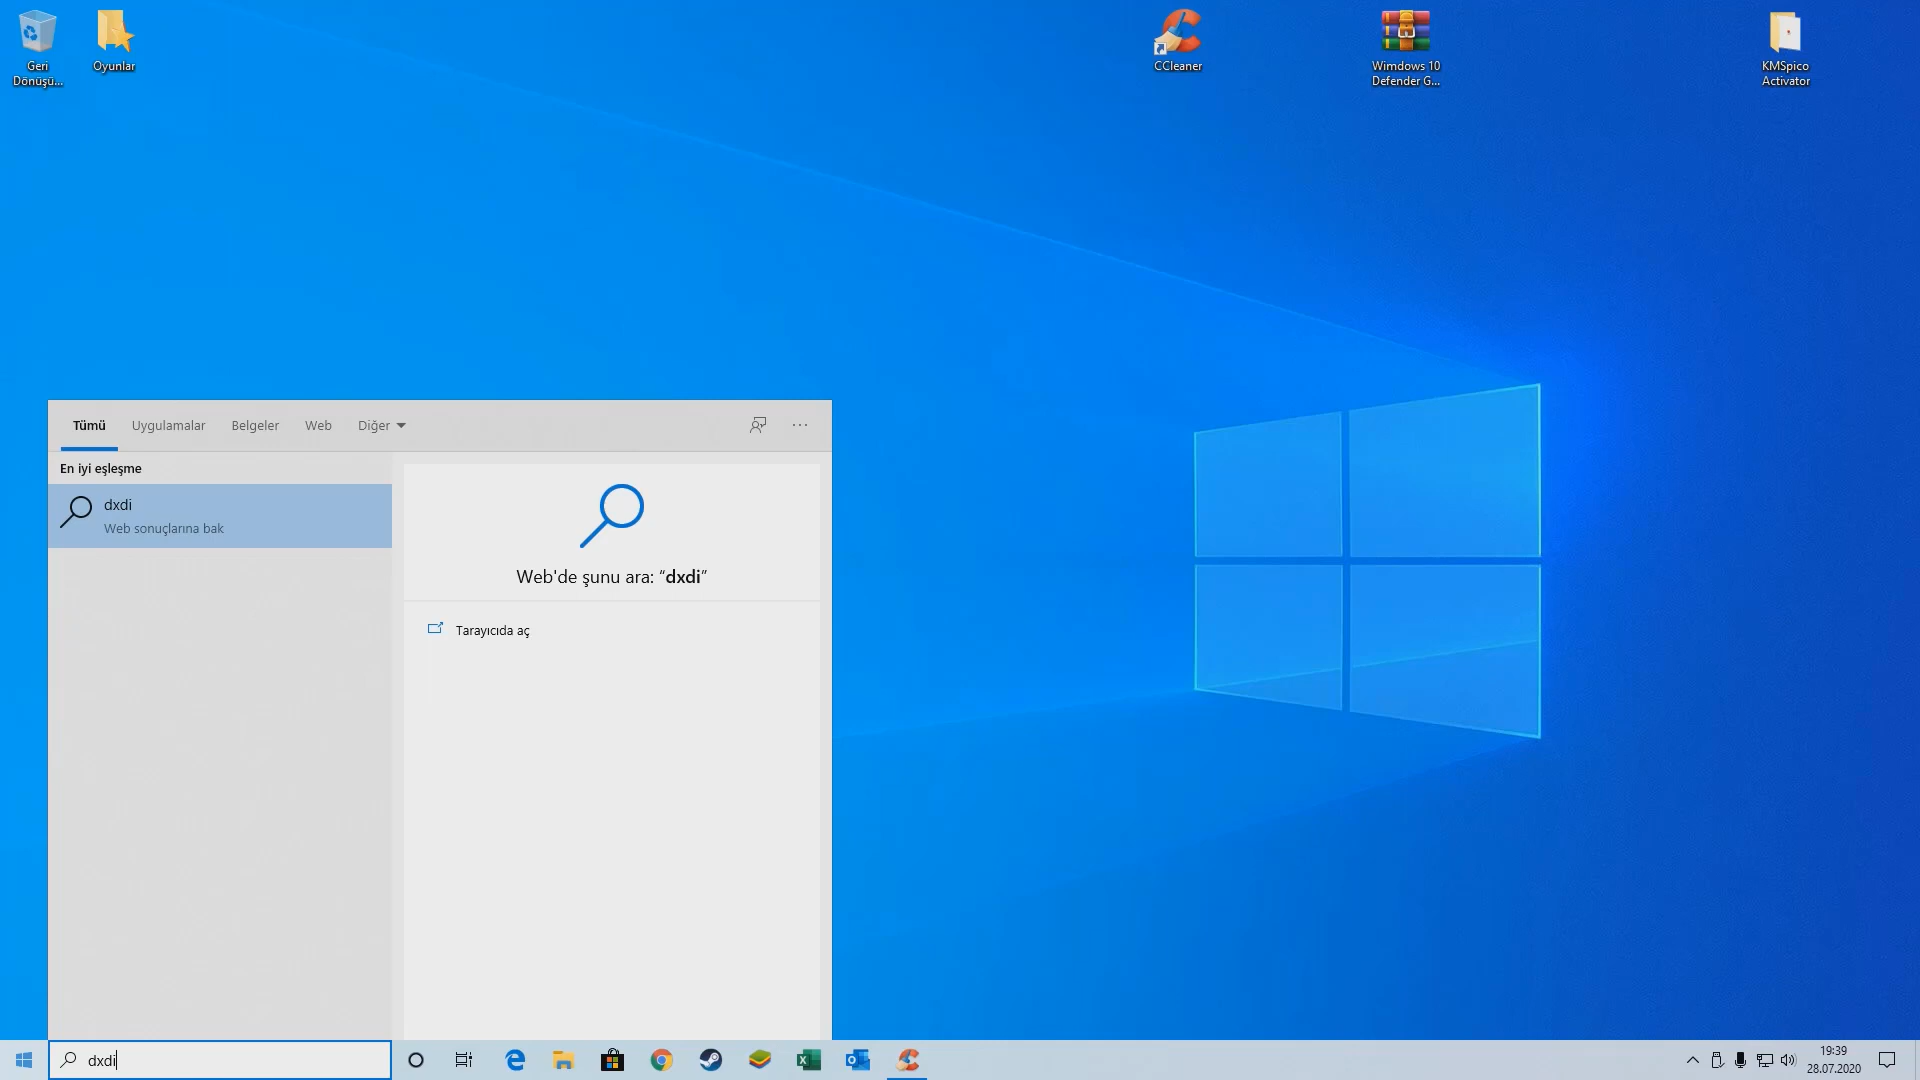 Geri
Dönüşü...
Oyunlar
CCleaner
Wimdows 10
Defender G...
KMSpico
Activator
Tümü
Uygulamalar
Belgeler
Web
Diğer
En iyi eşleşme
dxdi
Web sonuçlarına bak
Web'de şunu ara: “dxdi”
Tarayıcıda aç
dxdi
19:39
28.07.2020